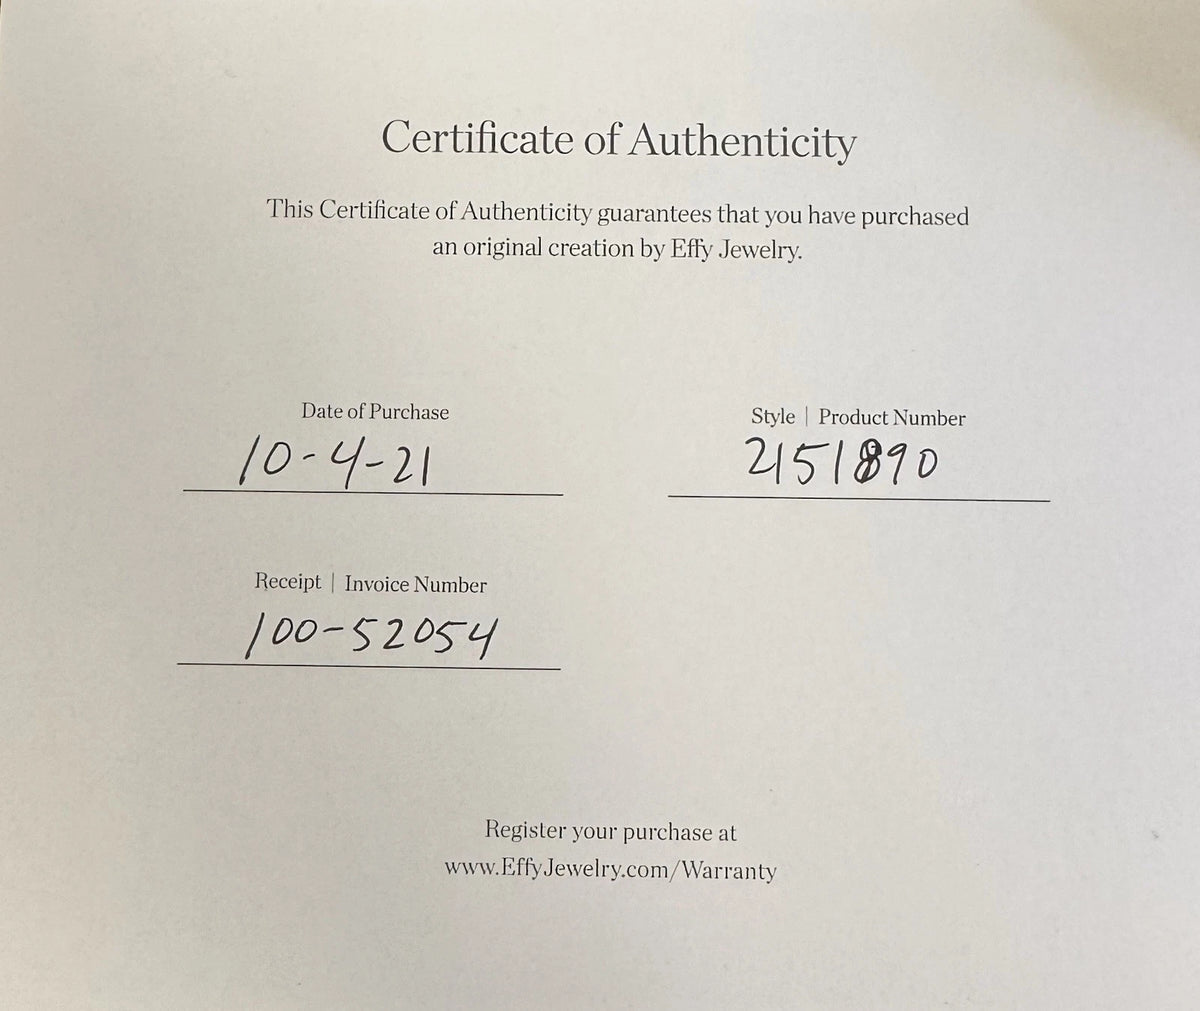 Certificate of Authenticity
This Certificate of Authenticity guarantees that you have purchased
an original creation by Effy Jewelry.
Date of Purchase
10-4-21
Style | Product Number
2151890
Receipt | Invoice Number
100-52054
Register your purchase at
www.EffyJewelry.com/Warranty